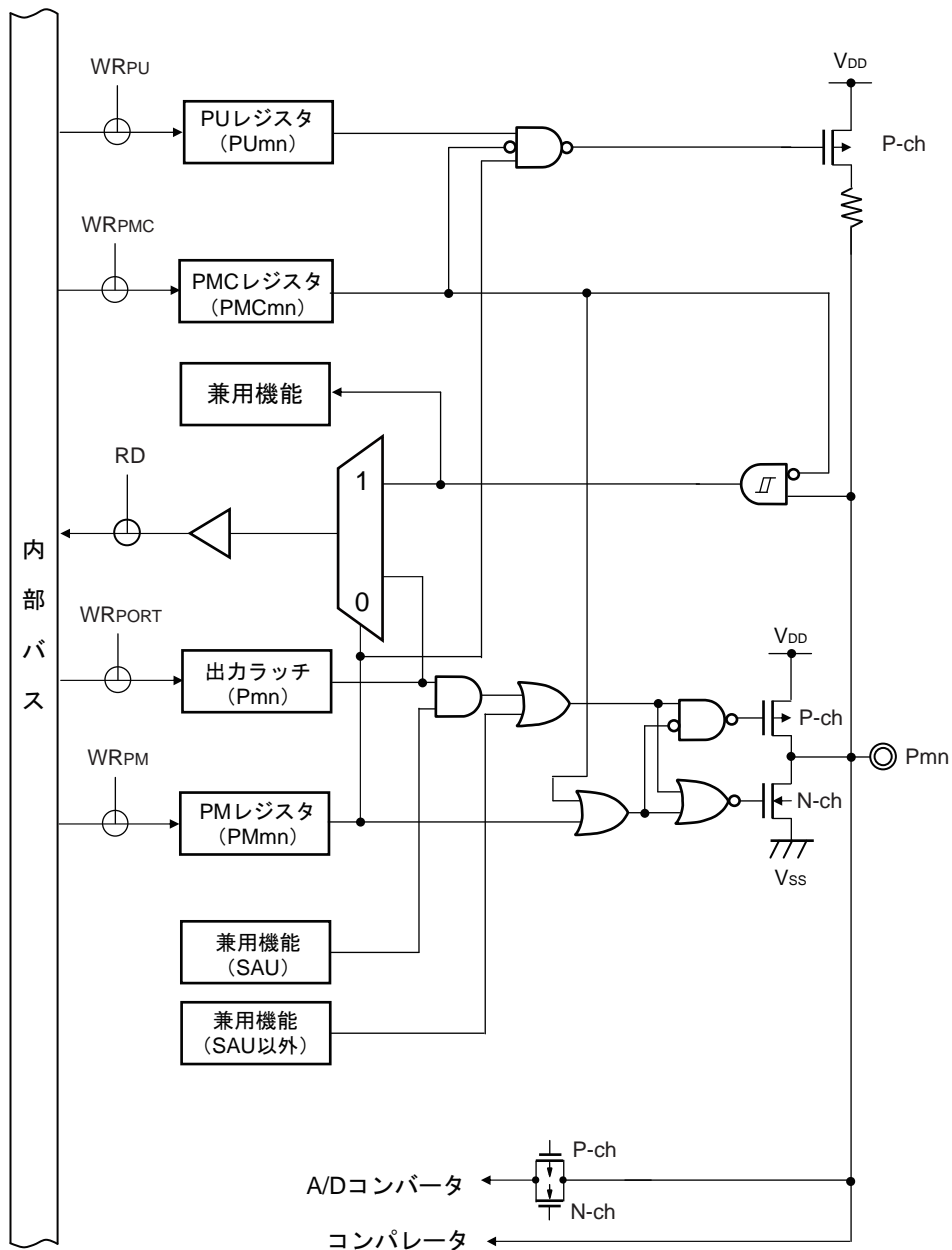 WRPU
PUレジスタ
(PUmn)
VDD
P-ch
WRPMC
PMCレジスタ
(PMCmn)
兼用機能
RD
1
0
内部バス
WRPORT
出力ラッチ
(Pmn)
VDD
P-ch
Pmn
N-ch
VSS
WRPM
PMレジスタ
(PMmn)
兼用機能
(SAU)
兼用機能
(SAU以外)
P-ch
A/Dコンバータ
N-ch
コンパレータ